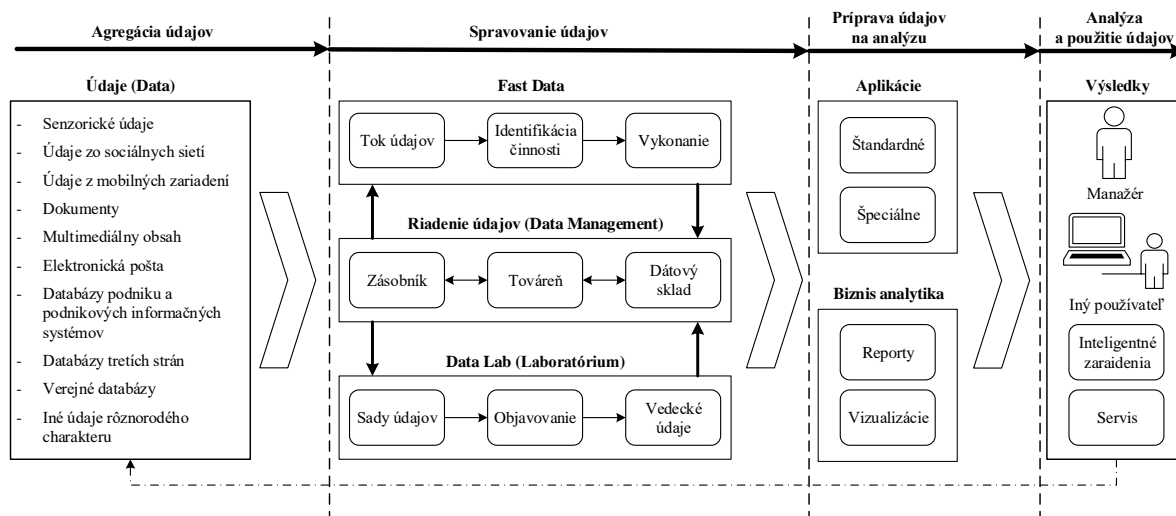 Agregácia údajov
Spravovanie údajov
Príprava údajov
na analýzu
Analýza
a použitie údajov
Údaje (Data)
- Senzorické údaje
- Údaje zo sociálnych sietí
- Údaje z mobilných zariadení
- Dokumenty
- Multimediálny obsah
- Elektronická pošta
- Databázy podniku a
podnikových informačných
systémov
- Databázy tretích strán
- Verejné databázy
- Iné údaje rôznorodého
charakteru
Fast Data
Tok údajov
Identifikácia
činnosti
Vykonanie
Riadenie údajov (Data Management)
Zásobník
Továreň
Dátový
sklad
Data Lab (Laboratórium)
Sady údajov
Objavovanie
Vedecké
údaje
Aplikácie
Štandardné
Špeciálne
Biznis analytika
Reporty
Vizualizácie
Výsledky
Manažér
Iný používateľ
Inteligentné
zaraidenia
Servis